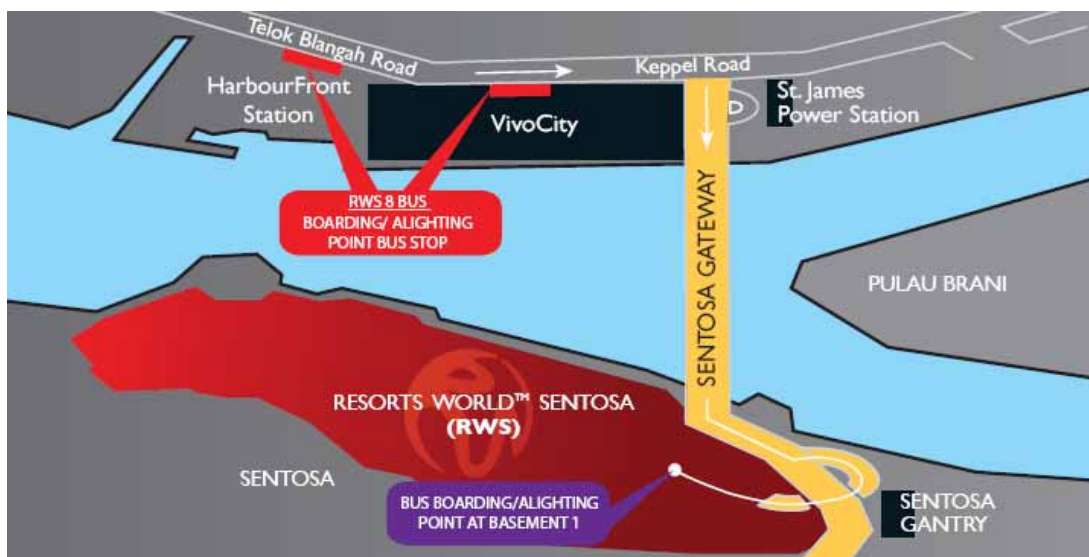 Telok Blangah Road
Keppel Road
HarbourFront
Station
VivoCity
D
St. James
Power Station
RWS 8 BUS
BOARDING/ ALIGHTING
POINT BUS STOP
SENTOSA GATEWAY
PULAU BRANI
RESORTS WORLD™ SENTOSA
(RWS)
SENTOSA
BUS BOARDING/ALIGHTING
POINT AT BASEMENT 1
SENTOSA
GANTRY